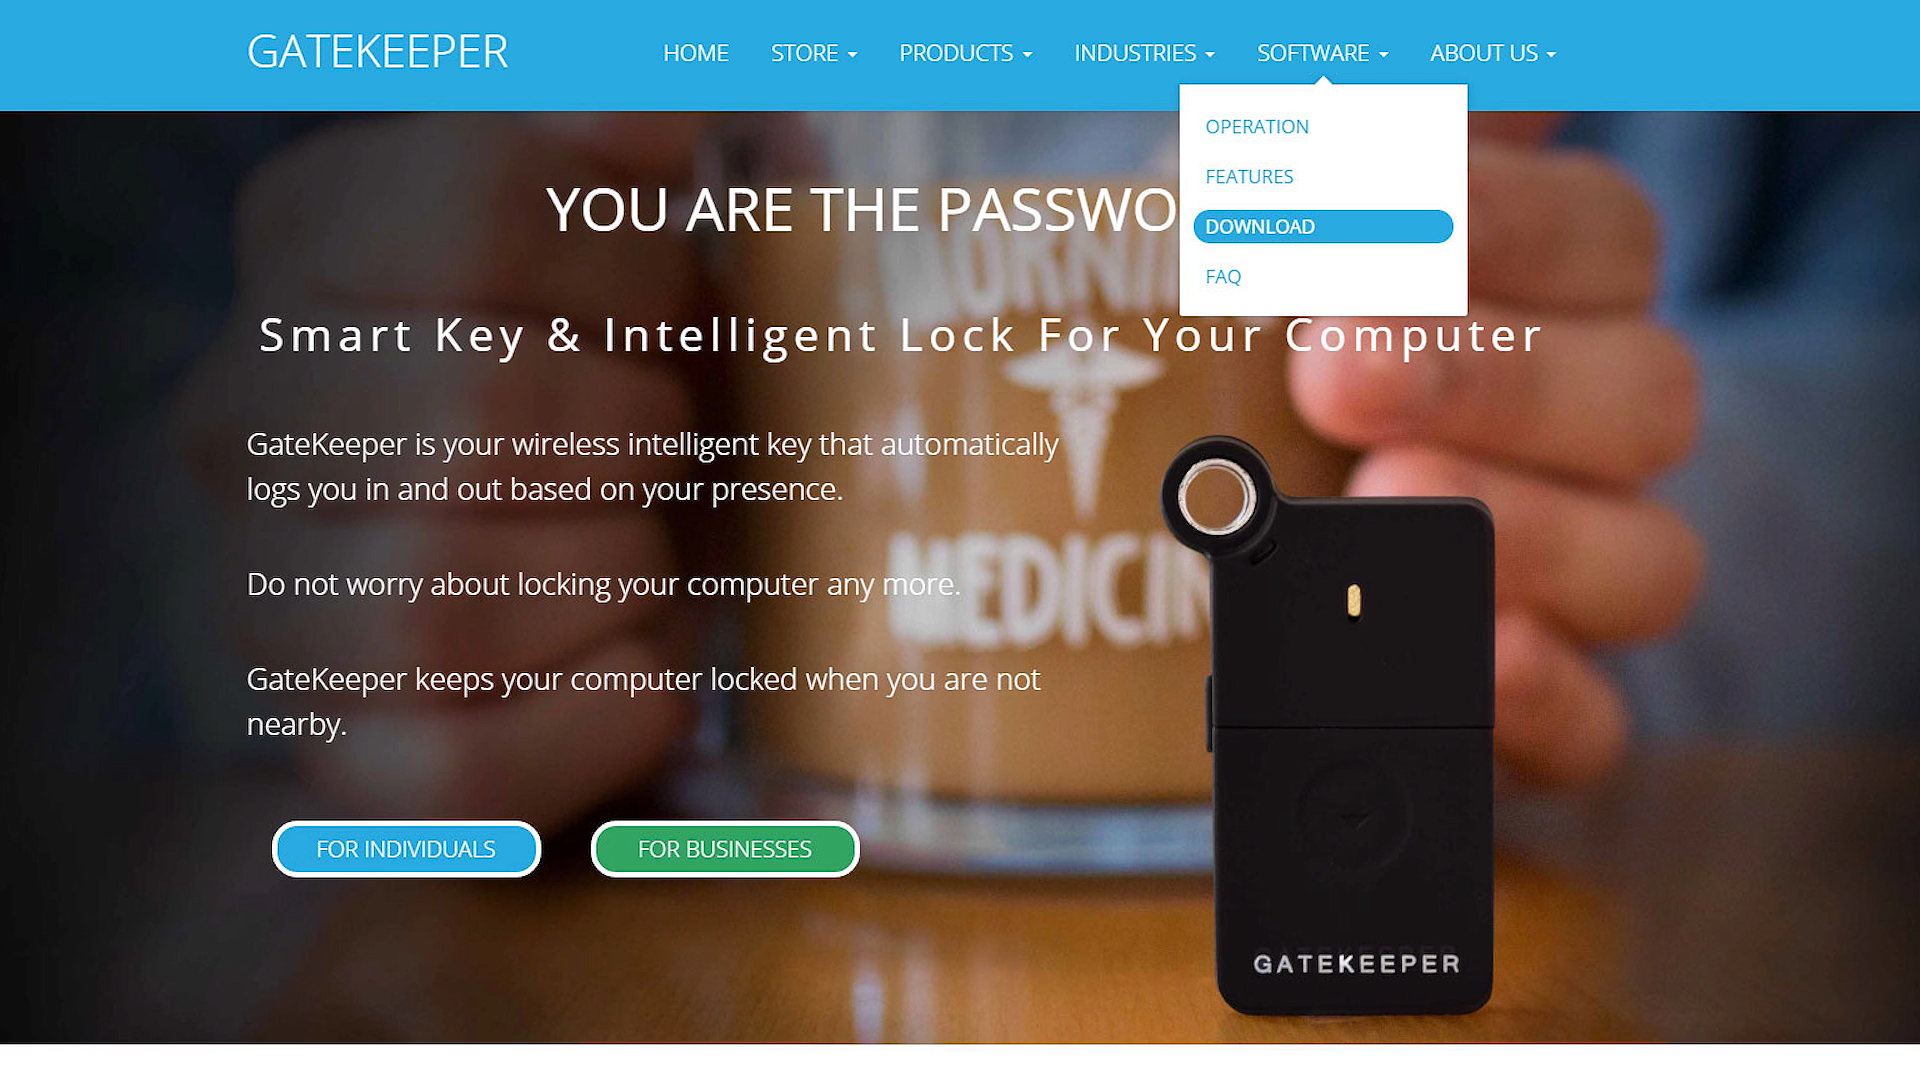 GATEKEEPER
HOME STORE PRODUCTS INDUSTRIES SOFTWARE ABOUT US
OPERATION
FEATURES
DOWNLOAD
FAQ
YOU ARE THE
Smart Key & Intelligent Lock For Your Computer
GateKeeper is your wireless intelligent key that automatically
logs you in and out based on your presence.
Do not worry about locking your computer any more.
GateKeeper keeps your computer locked when you are not
nearby.
FOR INDIVIDUALS FOR BUSINESSES
GATEKEEPER